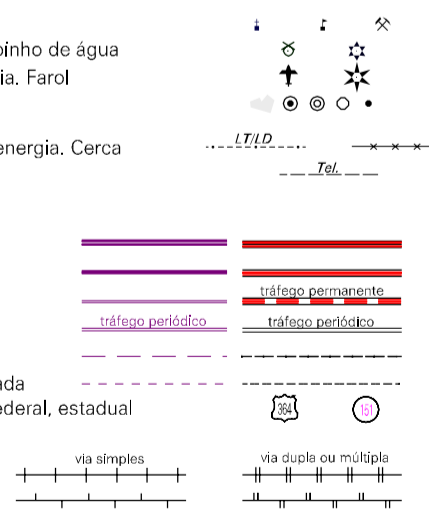 oinho de água
ia. Farol
energia. Cerca
LT/LD
Tel.
tráfego permanente
tráfego periódico
tráfego periódico
ada
ederal, estadual
364
161
via simples
via dupla ou múltipla